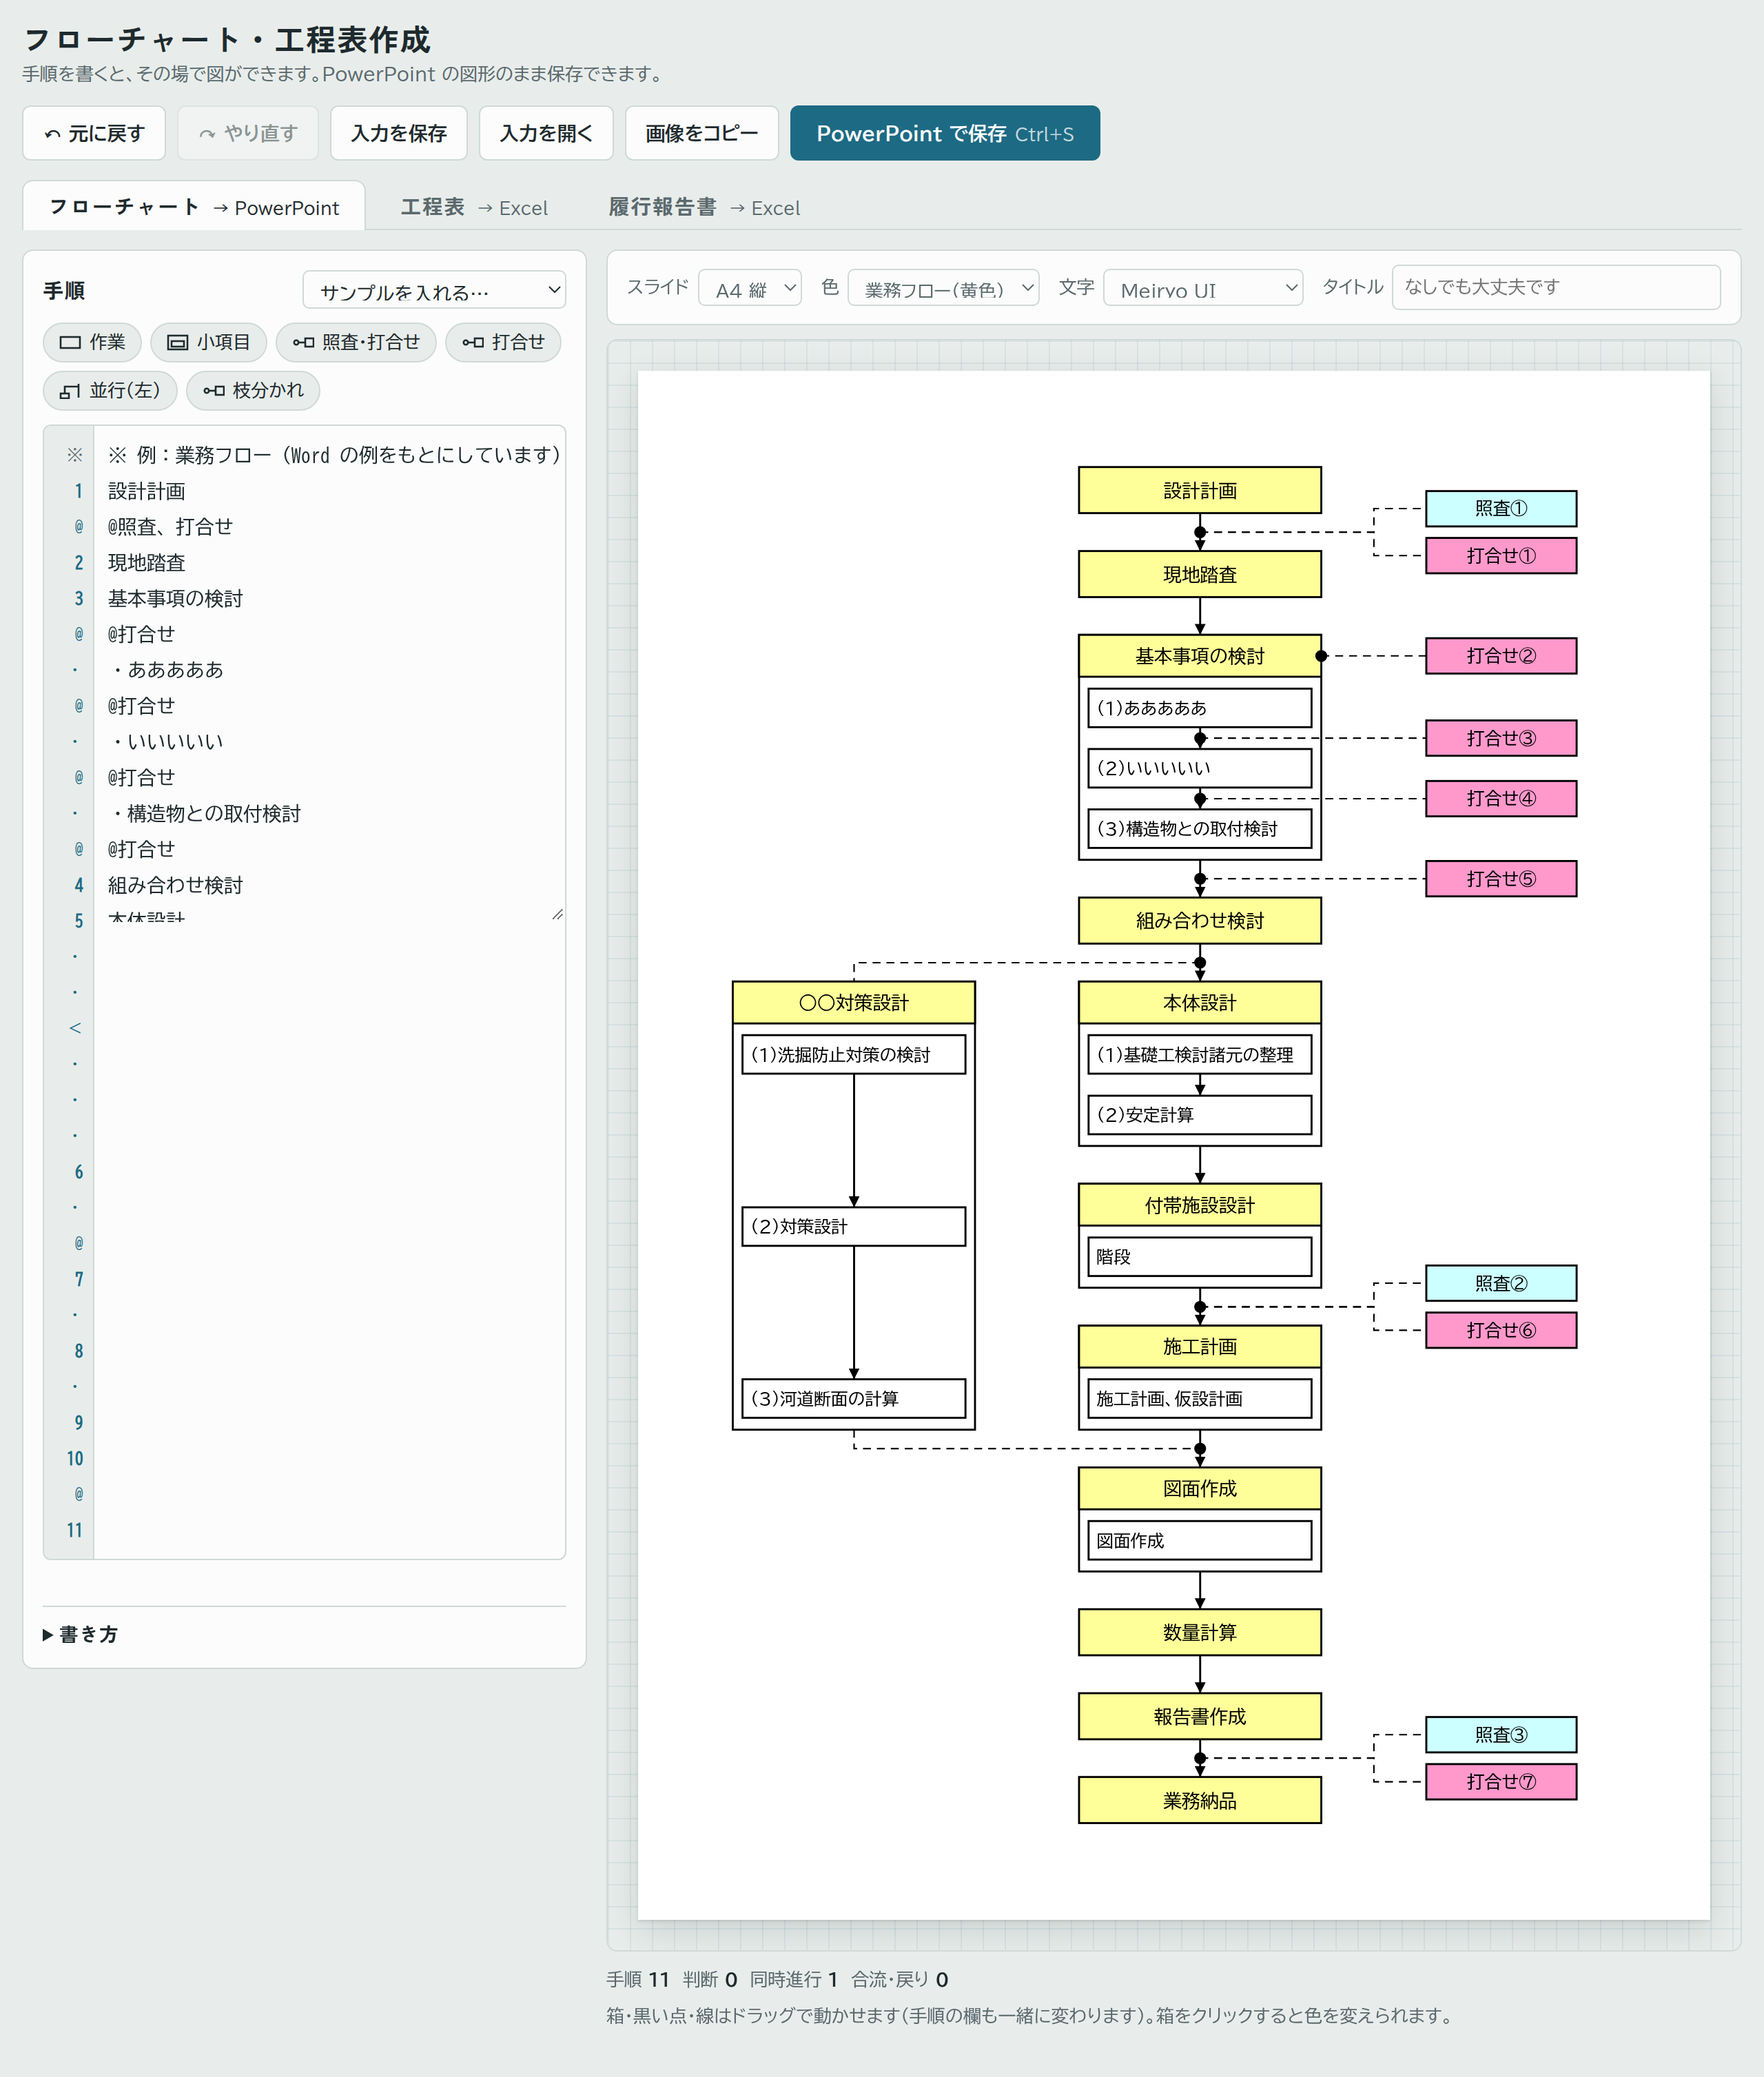 フローチャート・工程表作成
手順を書くと、その場で図ができます。PowerPoint の図形のまま保存できます。
元に戻す
やり直す
入力を保存
入力を開く
画像をコピー
PowerPoint で保存 Ctrl+S
フローチャート → PowerPoint
工程表 → Excel
履行報告書 → Excel
手順
サンプルを入れる…
作業
小項目
照査・打合せ
打合せ
並行(左)
枝分かれ
※ ※ 例：業務フロー（Word の例をもとにしています）
1 設計計画
@ @照査、打合せ
2 現地踏査
3 基本事項の検討
@ @打合せ
・ ・あああああ
@ @打合せ
・ ・いいいいい
@ @打合せ
・ ・構造物との取付検討
@ @打合せ
4 組み合わせ検討
5 本体設計
・
・
<
・
・
・
6
・
@
7
・
8
・
9
10
@
11
▶書き方
スライド A4 縦 色 業務フロー(黄色) 文字 Meiryo UI タイトル なしでも大丈夫です
設計計画
照査①
打合せ①
現地踏査
基本事項の検討
打合せ②
(1)あああああ
打合せ③
(2)いいいいい
打合せ④
(3)構造物との取付検討
打合せ⑤
組み合わせ検討
〇〇対策設計
(1)洗掘防止対策の検討
(2)対策設計
(3)河道断面の計算
本体設計
(1)基礎工検討諸元の整理
(2)安定計算
付帯施設設計
階段
照査②
打合せ⑥
施工計画
施工計画、仮設計画
図面作成
図面作成
数量計算
報告書作成
照査③
打合せ⑦
業務納品
手順 11 判断 0 同時進行 1 合流・戻り 0
箱・黒い点・線はドラッグで動かせます(手順の欄も一緒に変わります)。箱をクリックすると色を変えられます。